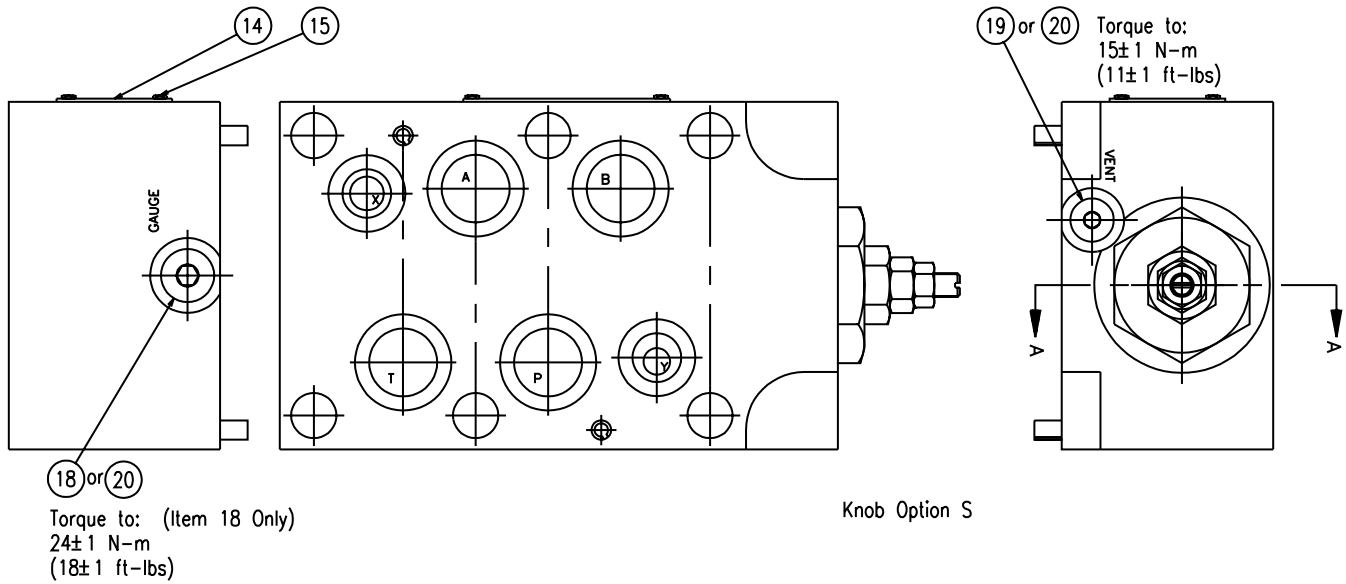 14
15
19 or 20 Torque to:
15±1 N-m
(11±1 ft-lbs)
GAUGE
X
A
B
T
P
Y
VENT
A
A
18 or 20
Torque to: (Item 18 Only)
24±1 N-m
(18±1 ft-lbs)
Knob Option S